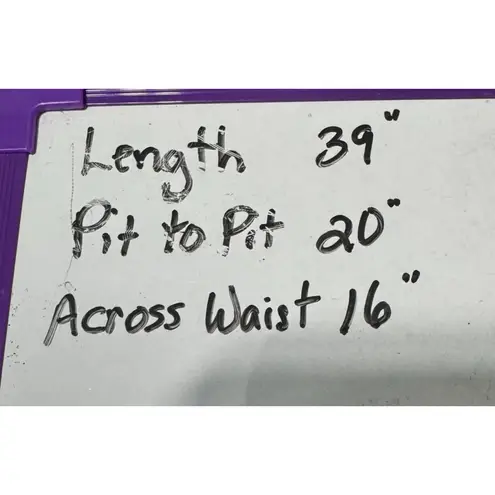 Length 39"
Pit to Pit 20"
Across Waist 16"